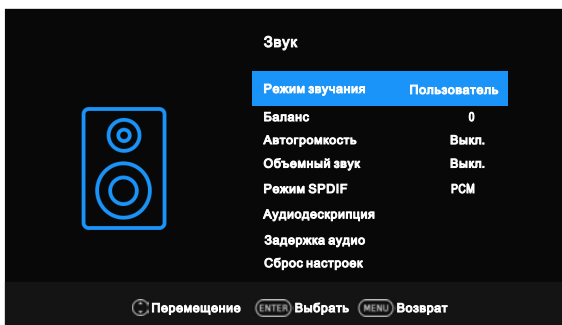 Звук
Режим звучания Пользователь
Баланс 0
Автогромкость Выкл.
Объемный звук Выкл.
Режим SPDIF PCM
Аудиодескрипция
Задержка аудио
Сброс настроек
Перемещение ENTER Выбрать MENU Возврат